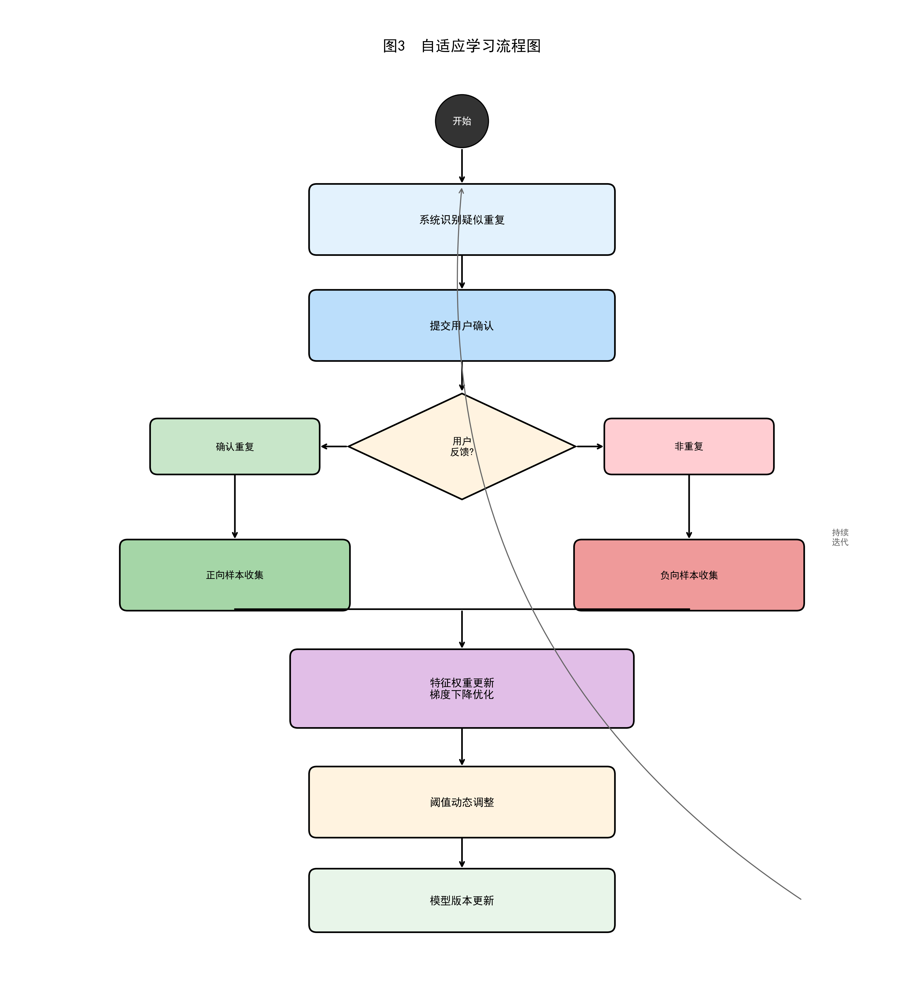 图3 自适应学习流程图
开始
系统识别疑似重复
提交用户确认
用户
反馈?
确认重复
非重复
持续
迭代
正向样本收集
负向样本收集
特征权重更新
梯度下降优化
阈值动态调整
模型版本更新